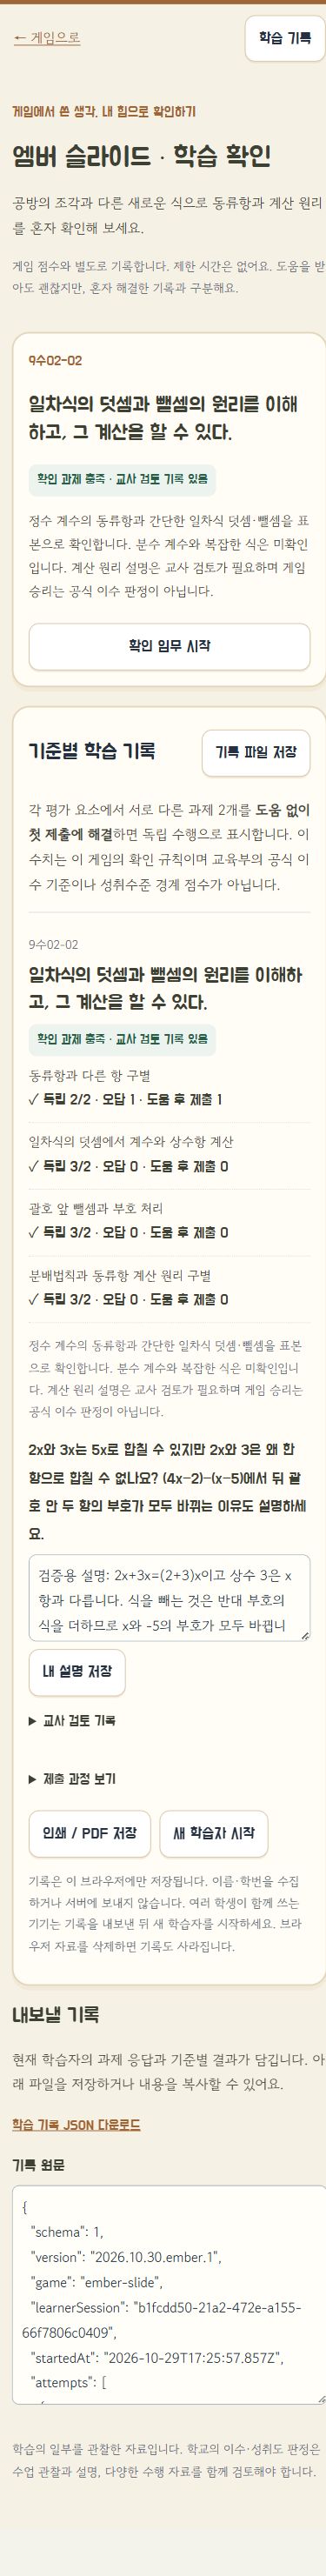 ← 게임으로
학습 기록
게임에서 쓴 생각, 내 힘으로 확인하기
엠버 슬라이드 · 학습 확인
공방의 조각과 다른 새로운 식으로 동류항과 계산 원리
를 혼자 확인해 보세요.
게임 점수와 별도로 기록합니다. 제한 시간은 없어요. 도움을 받
아도 괜찮지만, 혼자 해결한 기록과 구분해요.
9수02-02
일차식의 덧셈과 뺄셈의 원리를 이해
하고, 그 계산을 할 수 있다.
확인 과제 충족 · 교사 검토 기록 있음
정수 계수의 동류항과 간단한 일차식 덧셈·뺄셈을 표
본으로 확인합니다. 분수 계수와 복잡한 식은 미확인
입니다. 계산 원리 설명은 교사 검토가 필요하며 게임
승리는 공식 이수 판정이 아닙니다.
확인 임무 시작
기준별 학습 기록
기록 파일 저장
각 평가 요소에서 서로 다른 과제 2개를 도움 없이
첫 제출에 해결하면 독립 수행으로 표시합니다. 이
수치는 이 게임의 확인 규칙이며 교육부의 공식 이
수 기준이나 성취수준 경계 점수가 아닙니다.
9수02-02
일차식의 덧셈과 뺄셈의 원리를 이해하
고, 그 계산을 할 수 있다.
확인 과제 충족 · 교사 검토 기록 있음
동류항과 다른 항 구별
✓ 독립 2/2 · 오답 1 · 도움 후 제출 1
일차식의 덧셈에서 계수와 상수항 계산
✓ 독립 3/2 · 오답 0 · 도움 후 제출 0
괄호 앞 뺄셈과 부호 처리
✓ 독립 3/2 · 오답 0 · 도움 후 제출 0
분배법칙과 동류항 계산 원리 구별
✓ 독립 3/2 · 오답 0 · 도움 후 제출 0
정수 계수의 동류항과 간단한 일차식 덧셈·뺄셈을 표본
으로 확인합니다. 분수 계수와 복잡한 식은 미확인입니
다. 계산 원리 설명은 교사 검토가 필요하며 게임 승리는
공식 이수 판정이 아닙니다.
2x와 3x는 5x로 합칠 수 있지만 2x와 3은 왜 한
항으로 합칠 수 없나요? (4x−2)−(x−5)에서 뒤 괄
호 안 두 항의 부호가 모두 바뀌는 이유도 설명하세
요.
검증용 설명: 2x+3x=(2+3)x이고 상수 3은 x
항과 다릅니다. 식을 빼는 것은 반대 부호의
식을 더하므로 x와 -5의 부호가 모두 바뀝니
내 설명 저장
▶ 교사 검토 기록
▶ 제출 과정 보기
인쇄 / PDF 저장
새 학습자 시작
기록은 이 브라우저에만 저장됩니다. 이름·학번을 수집
하거나 서버에 보내지 않습니다. 여러 학생이 함께 쓰는
기기는 기록을 내보낸 뒤 새 학습자를 시작하세요. 브라
우저 자료를 삭제하면 기록도 사라집니다.
내보낼 기록
현재 학습자의 과제 응답과 기준별 결과가 담깁니다. 아
래 파일을 저장하거나 내용을 복사할 수 있어요.
학습 기록 JSON 다운로드
기록 원문
{
"schema": 1,
"version": "2026.10.30.ember.1",
"game": "ember-slide",
"learnerSession": "b1fcdd50-21a2-472e-a155-
66f7806c0409",
"startedAt": "2026-10-29T17:25:57.857Z",
"attempts": [
학습의 일부를 관찰한 자료입니다. 학교의 이수·성취도 판정은
수업 관찰과 설명, 다양한 수행 자료를 함께 검토해야 합니다.